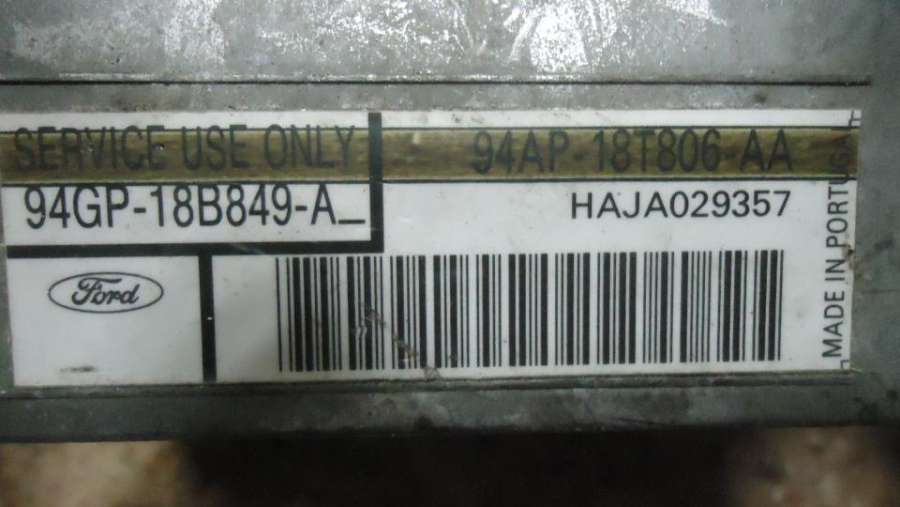 SERVICE USE ONLY
94GP-18B849-A_
94AP-18T806-AA
HAJA029357
Ford
MADE IN PORTUGAL